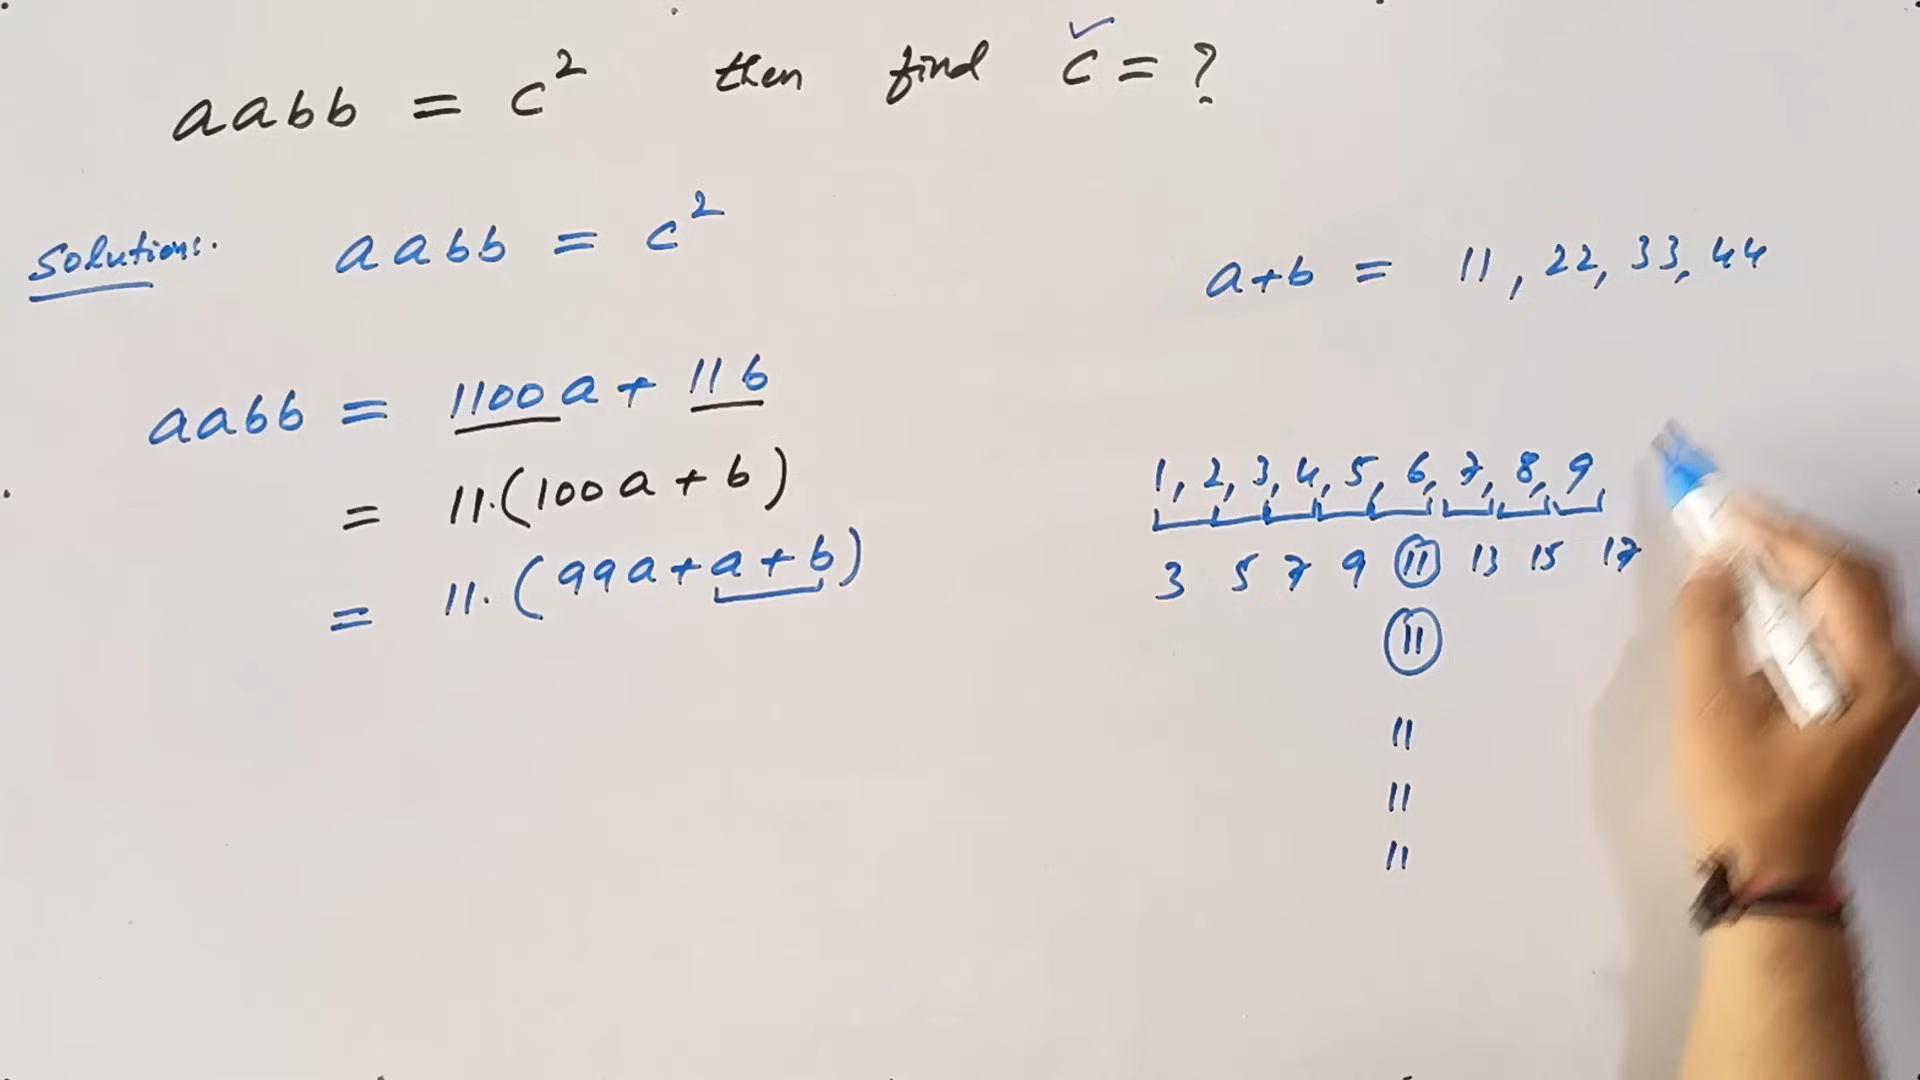 aabb = c² then find c = ?
Solution:. aabb = c²
a+b = 11, 22, 33, 44
aabb = 1100a + 11b
= 11.(100a + b)
= 11.(99a + a + b)
1, 2, 3, 4, 5, 6, 7, 8, 9,
3 5 7 9 11 13 15 17
11
11
11
11